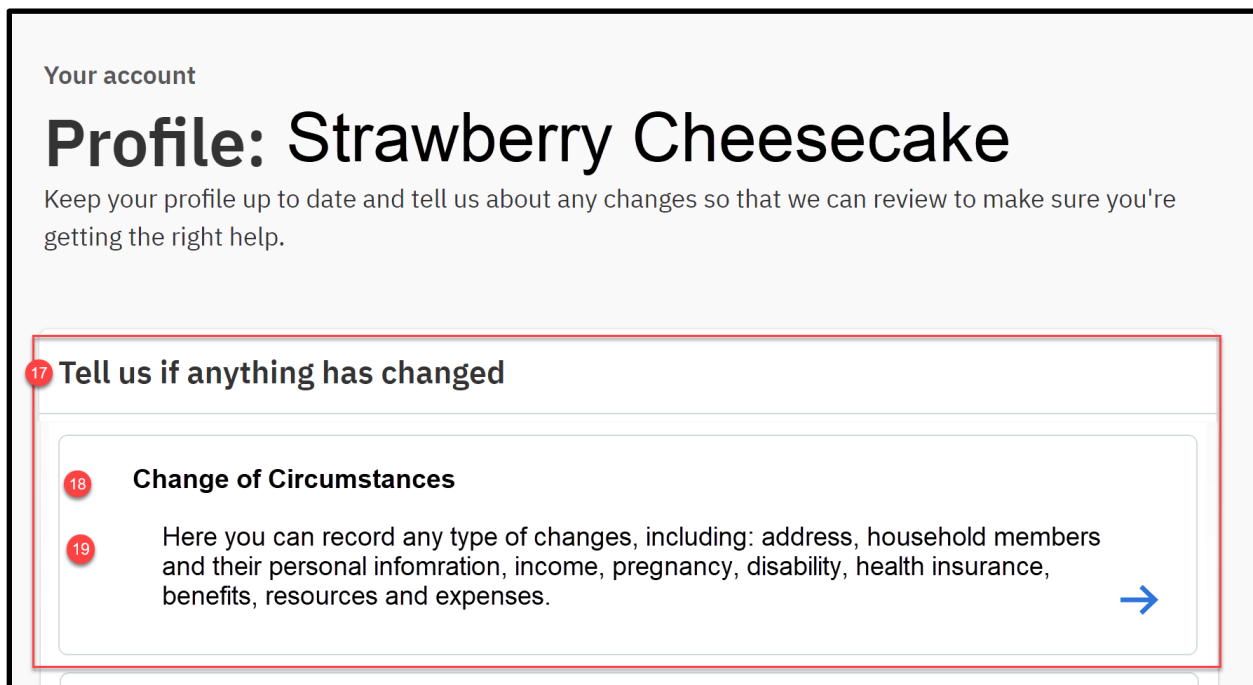 Your account
Profile: Strawberry Cheesecake
Keep your profile up to date and tell us about any changes so that we can review to make sure you're
getting the right help.
17 Tell us if anything has changed
18 Change of Circumstances
19 Here you can record any type of changes, including: address, household members
and their personal infomration, income, pregnancy, disability, health insurance,
benefits, resources and expenses.